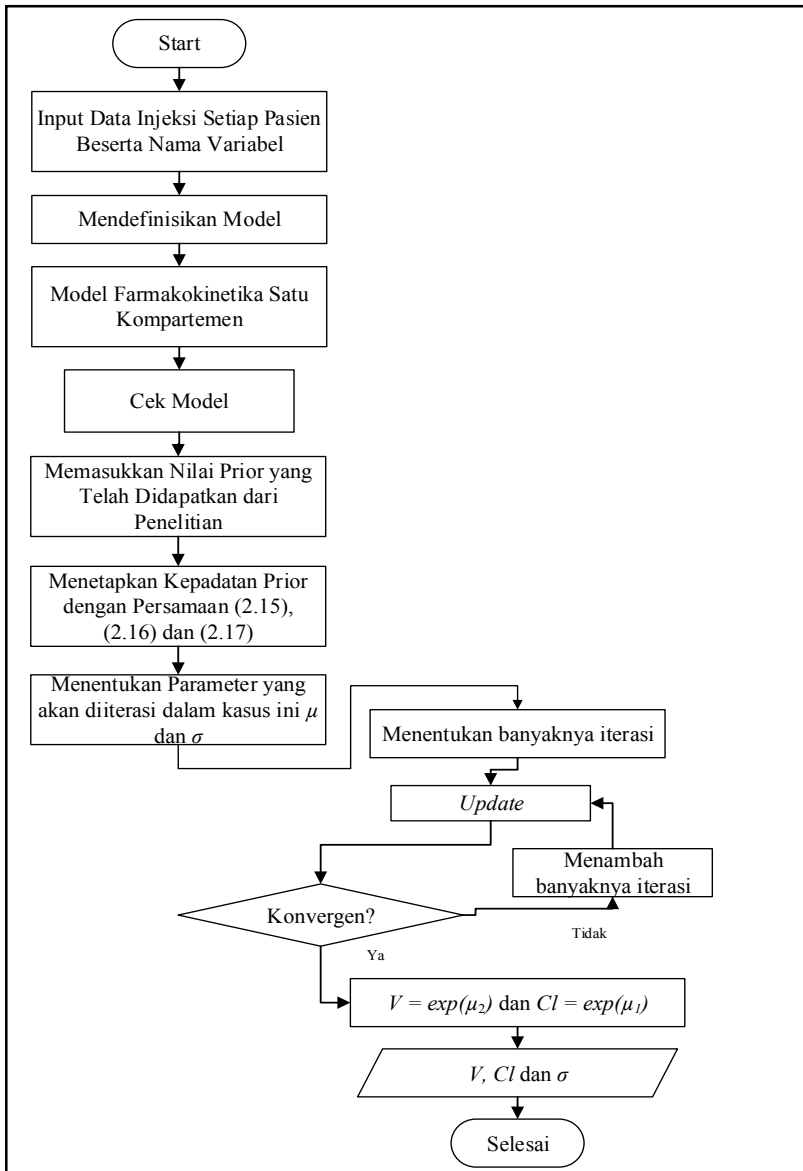 Start
Input Data Injeksi Setiap Pasien
Beserta Nama Variabel
Mendefinisikan Model
Model Farmakokinetika Satu
Kompartemen
Cek Model
Memasukkan Nilai Prior yang
Telah Didapatkan dari
Penelitian
Menetapkan Kepadatan Prior
dengan Persamaan (2.15),
(2.16) dan (2.17)
Menentukan Parameter yang
akan diiterasi dalam kasus ini μ
dan σ
Menentukan banyaknya iterasi
Update
Menambah
banyaknya iterasi
Konvergen?
Tidak
Ya
V = exp(μ₂) dan Cl = exp(μ₁)
V, Cl dan σ
Selesai